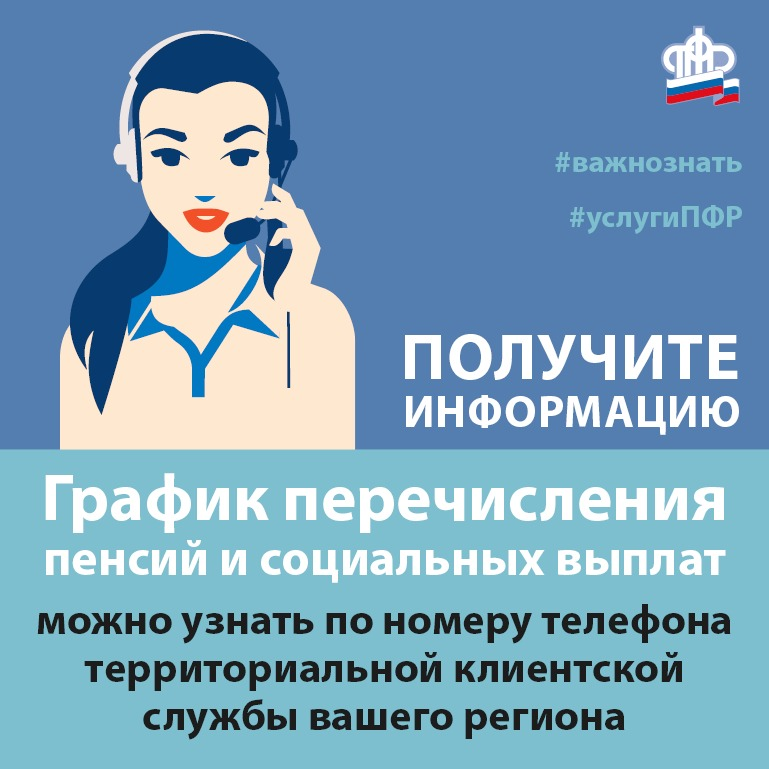 #важнознать
#услугиПФР
ПОЛУЧИТЕ
ИНФОРМАЦИЮ
График перечисления
пенсий и социальных выплат
можно узнать по номеру телефона
территориальной клиентской
службы вашего региона